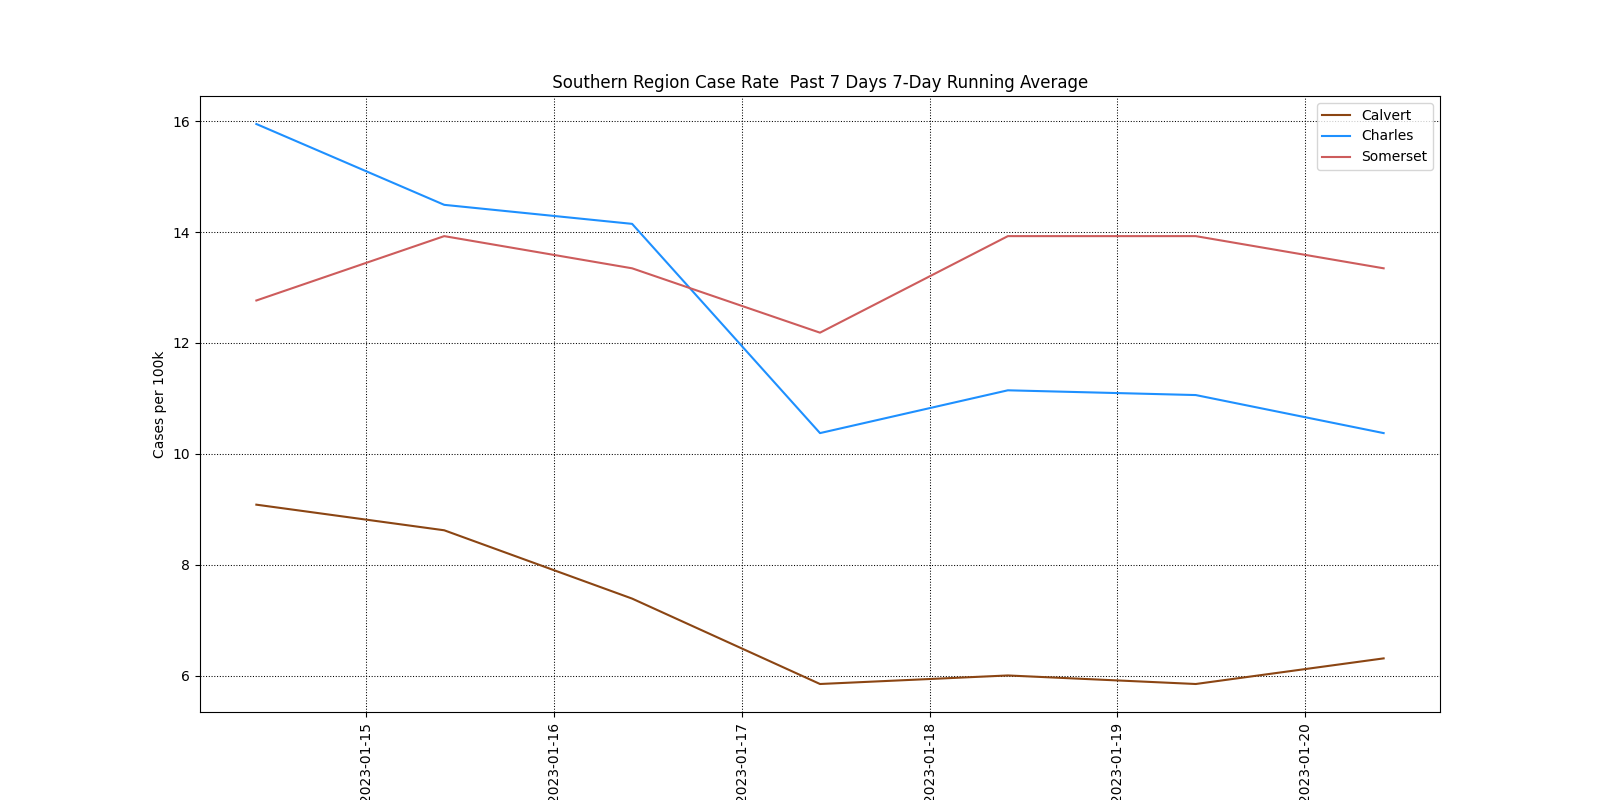 Southern Region Case Rate  Past 7 Days 7-Day Running Average
Calvert
Charles
Somerset
Cases per 100k
16
14
12
10
8
6
2023-01-15
2023-01-16
2023-01-17
2023-01-18
2023-01-19
2023-01-20